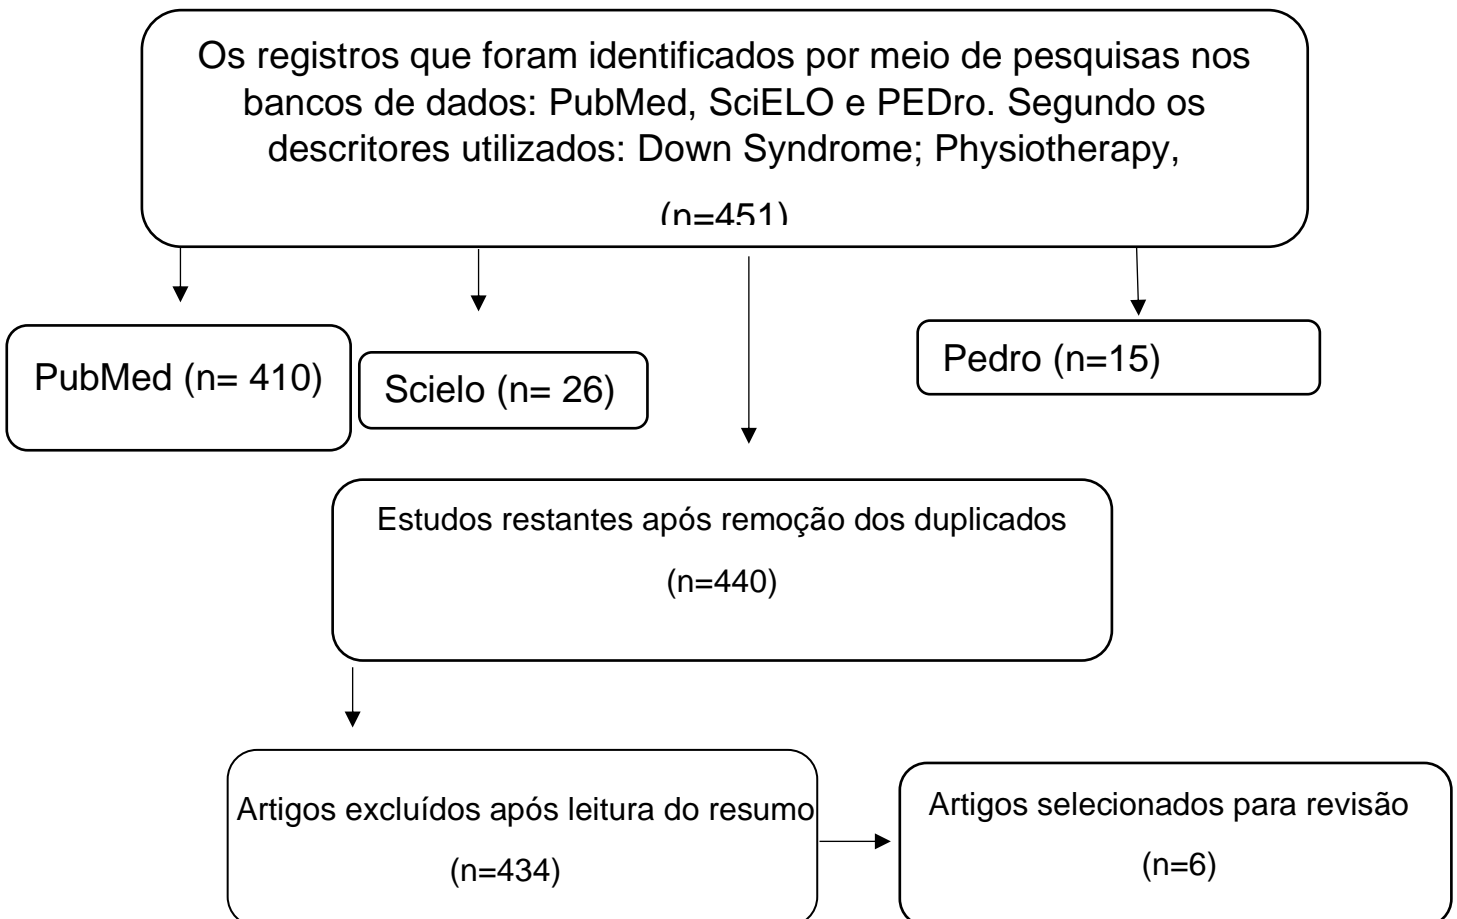 Os registros que foram identificados por meio de pesquisas nos
bancos de dados: PubMed, SciELO e PEDro. Segundo os
descritores utilizados: Down Syndrome; Physiotherapy,
(n=451)
PubMed (n= 410)
Scielo (n= 26)
Pedro (n=15)
Estudos restantes após remoção dos duplicados
(n=440)
Artigos excluídos após leitura do resumo
(n=434)
Artigos selecionados para revisão
(n=6)